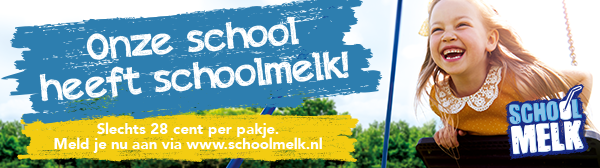 Onze school
heeft schoolmelk!
Slechts 28 cent per pakje.
Meld je nu aan via www.schoolmelk.nl
SCHOOL
MELK